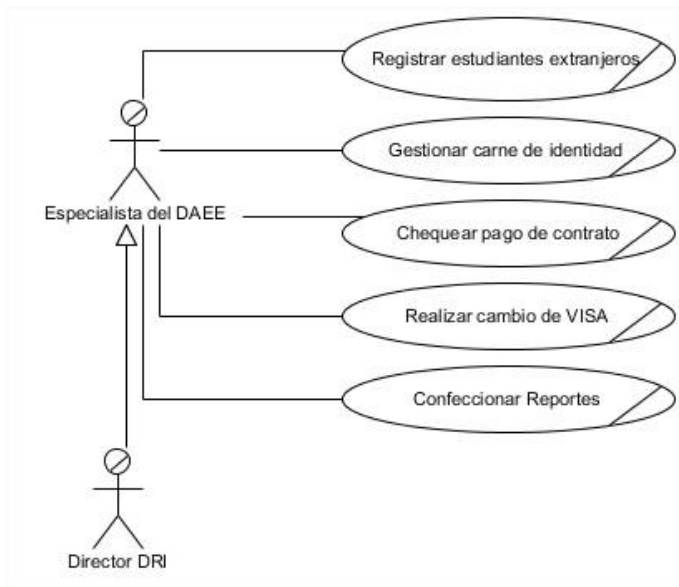 Registrar estudiantes extranjeros
Gestionar carne de identidad
Especialista del DAEE
Chequear pago de contrato
Realizar cambio de VISA
Confeccionar Reportes
Director DRI